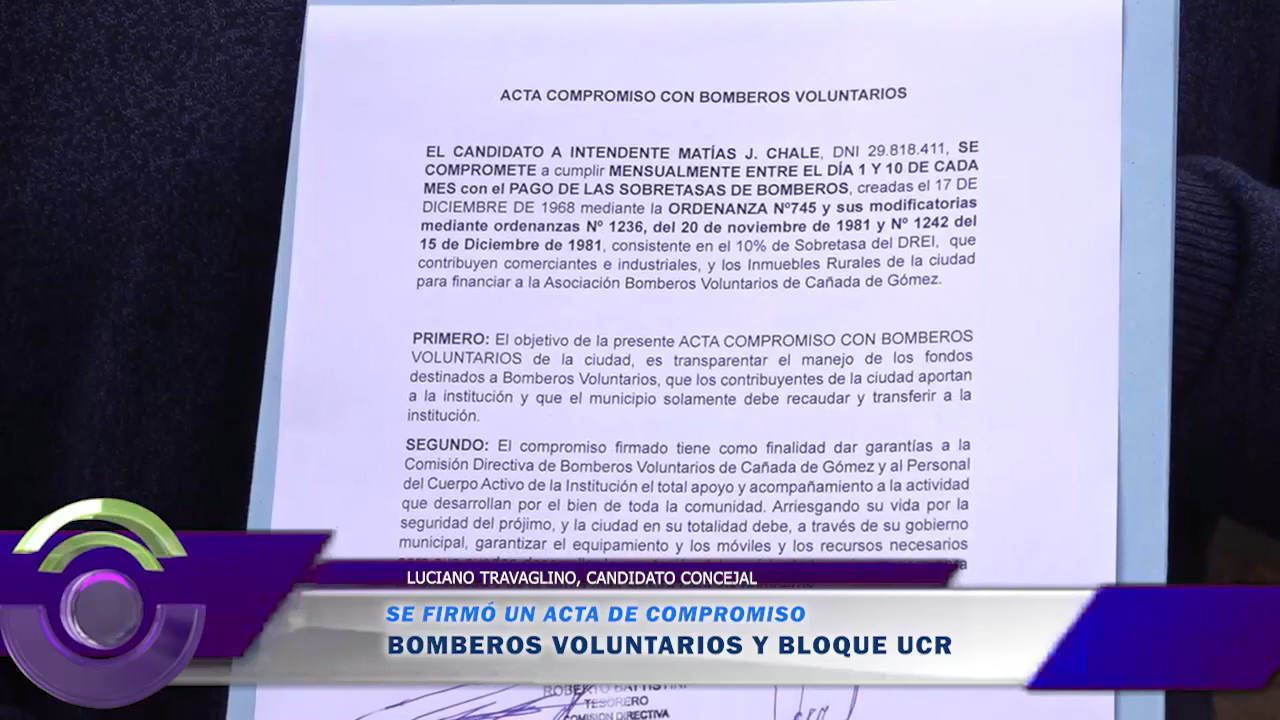 ACTA COMPROMISO CON BOMBEROS VOLUNTARIOS
EL CANDIDATO A INTENDENTE MATÍAS J. CHALE, DNI 29.818.411, SE
COMPROMETE a cumplir MENSUALMENTE ENTRE EL DÍA 1 Y 10 DE CADA
MES con el PAGO DE LAS SOBRETASAS DE BOMBEROS, creadas el 17 DE
DICIEMBRE DE 1968 mediante la ORDENANZA Nº745 y sus modificatorias
mediante ordenanzas Nº 1236, del 20 de noviembre de 1981 y Nº 1242 del
15 de Diciembre de 1981, consistente en el 10% de Sobretasa del DREI, que
contribuyen comerciantes e industriales, y los Inmuebles Rurales de la ciudad
para financiar a la Asociación Bomberos Voluntarios de Cañada de Gómez.
PRIMERO: El objetivo de la presente ACTA COMPROMISO CON BOMBEROS
VOLUNTARIOS de la ciudad, es transparentar el manejo de los fondos
destinados a Bomberos Voluntarios, que los contribuyentes de la ciudad aportan
a la institución y que el municipio solamente debe recaudar y transferir a la
institución.
SEGUNDO: El compromiso firmado tiene como finalidad dar garantías a la
Comisión Directiva de Bomberos Voluntarios de Cañada de Gómez y al Personal
del Cuerpo Activo de la Institución el total apoyo y acompañamiento a la actividad
que desarrollan por el bien de toda la comunidad. Arriesgando su vida por la
seguridad del prójimo, y la ciudad en su totalidad debe, a través de su gobierno
municipal, garantizar el equipamiento y los móviles y los recursos necesarios
LUCIANO TRAVAGLINO, CANDIDATO CONCEJAL
SE FIRMÓ UN ACTA DE COMPROMISO
BOMBEROS VOLUNTARIOS Y BLOQUE UCR
ROBERTO BATTISTINI
TESORERO
COMISION DIRECTIVA